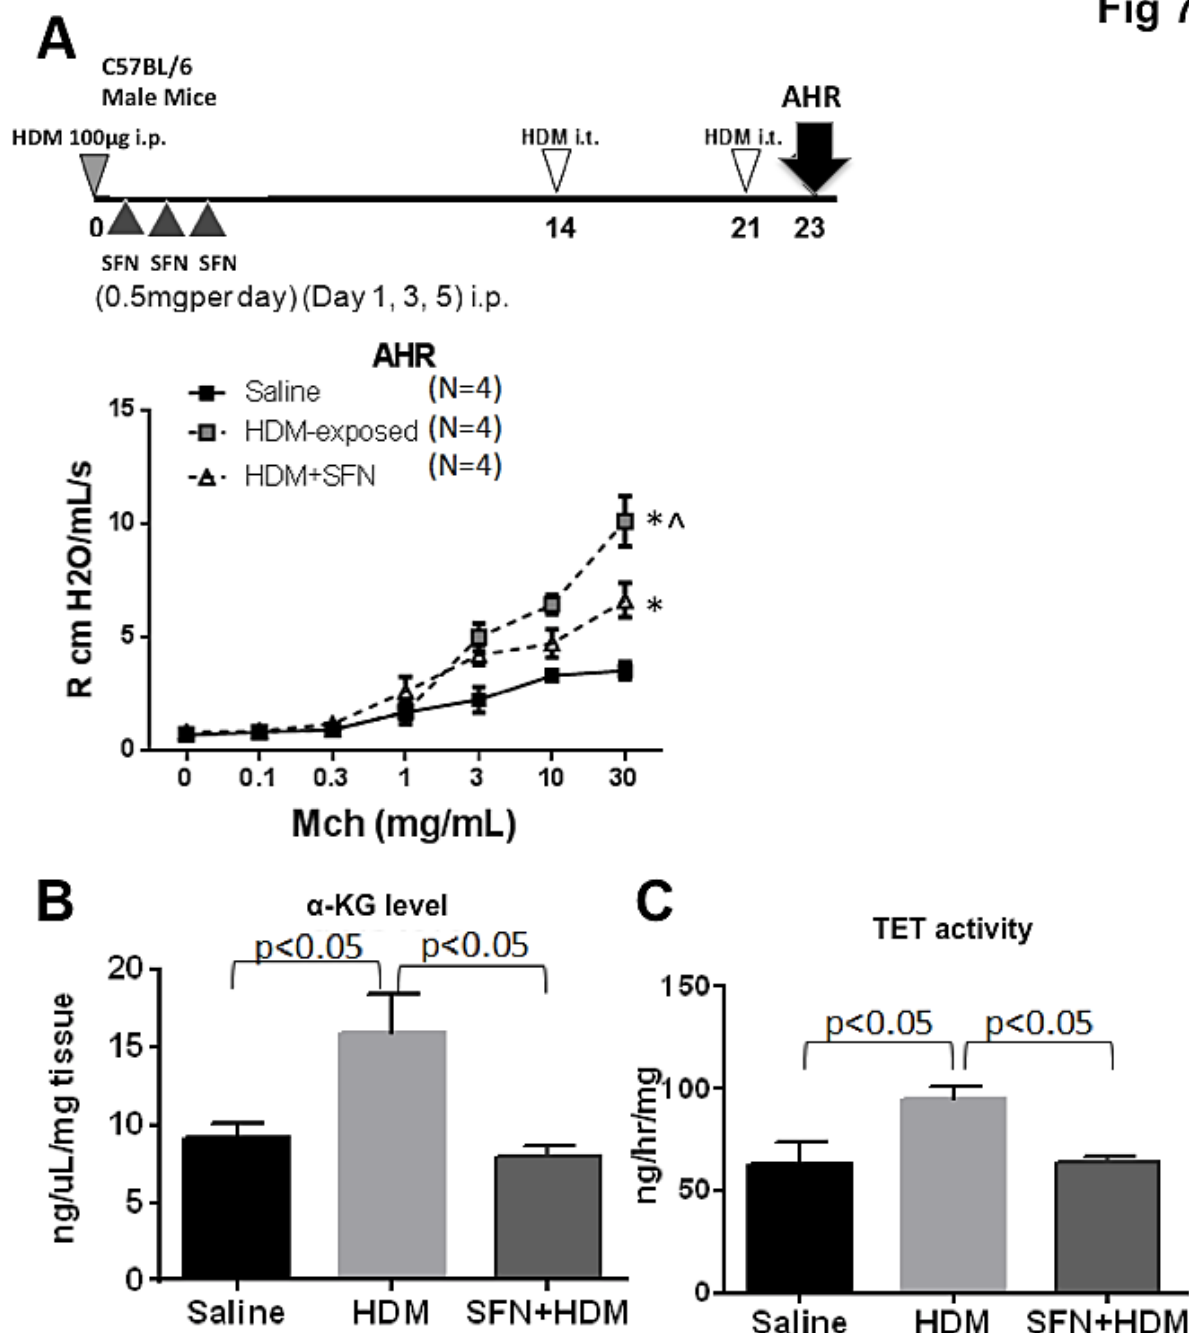 Fig 7
A
C57BL/6
Male Mice
AHR
HDM 100µg i.p.
HDM i.t.
HDM i.t.
0
14
21
23
SFN SFN SFN
(0.5mgper day) (Day 1, 3, 5) i.p.
AHR
Saline (N=4)
HDM-exposed (N=4)
HDM+SFN (N=4)
R cm H2O/mL/s
15
10
5
0
*^
*
0 0.1 0.3 1 3 10 30
Mch (mg/mL)
B
α-KG level
p<0.05 p<0.05
ng/uL/mg tissue
20
15
10
5
0
Saline HDM SFN+HDM
C
TET activity
p<0.05 p<0.05
ng/hr/mg
150
100
50
0
Saline HDM SFN+HDM